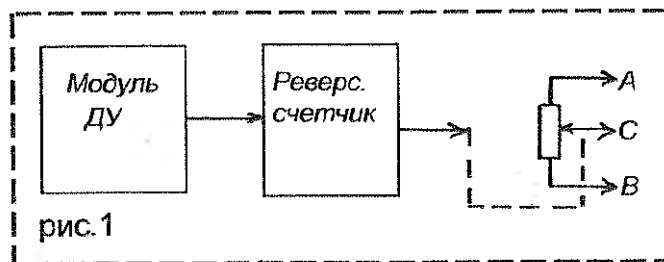 Модуль
ДУ
Реверс.
счетчик
A
C
B
рис.1